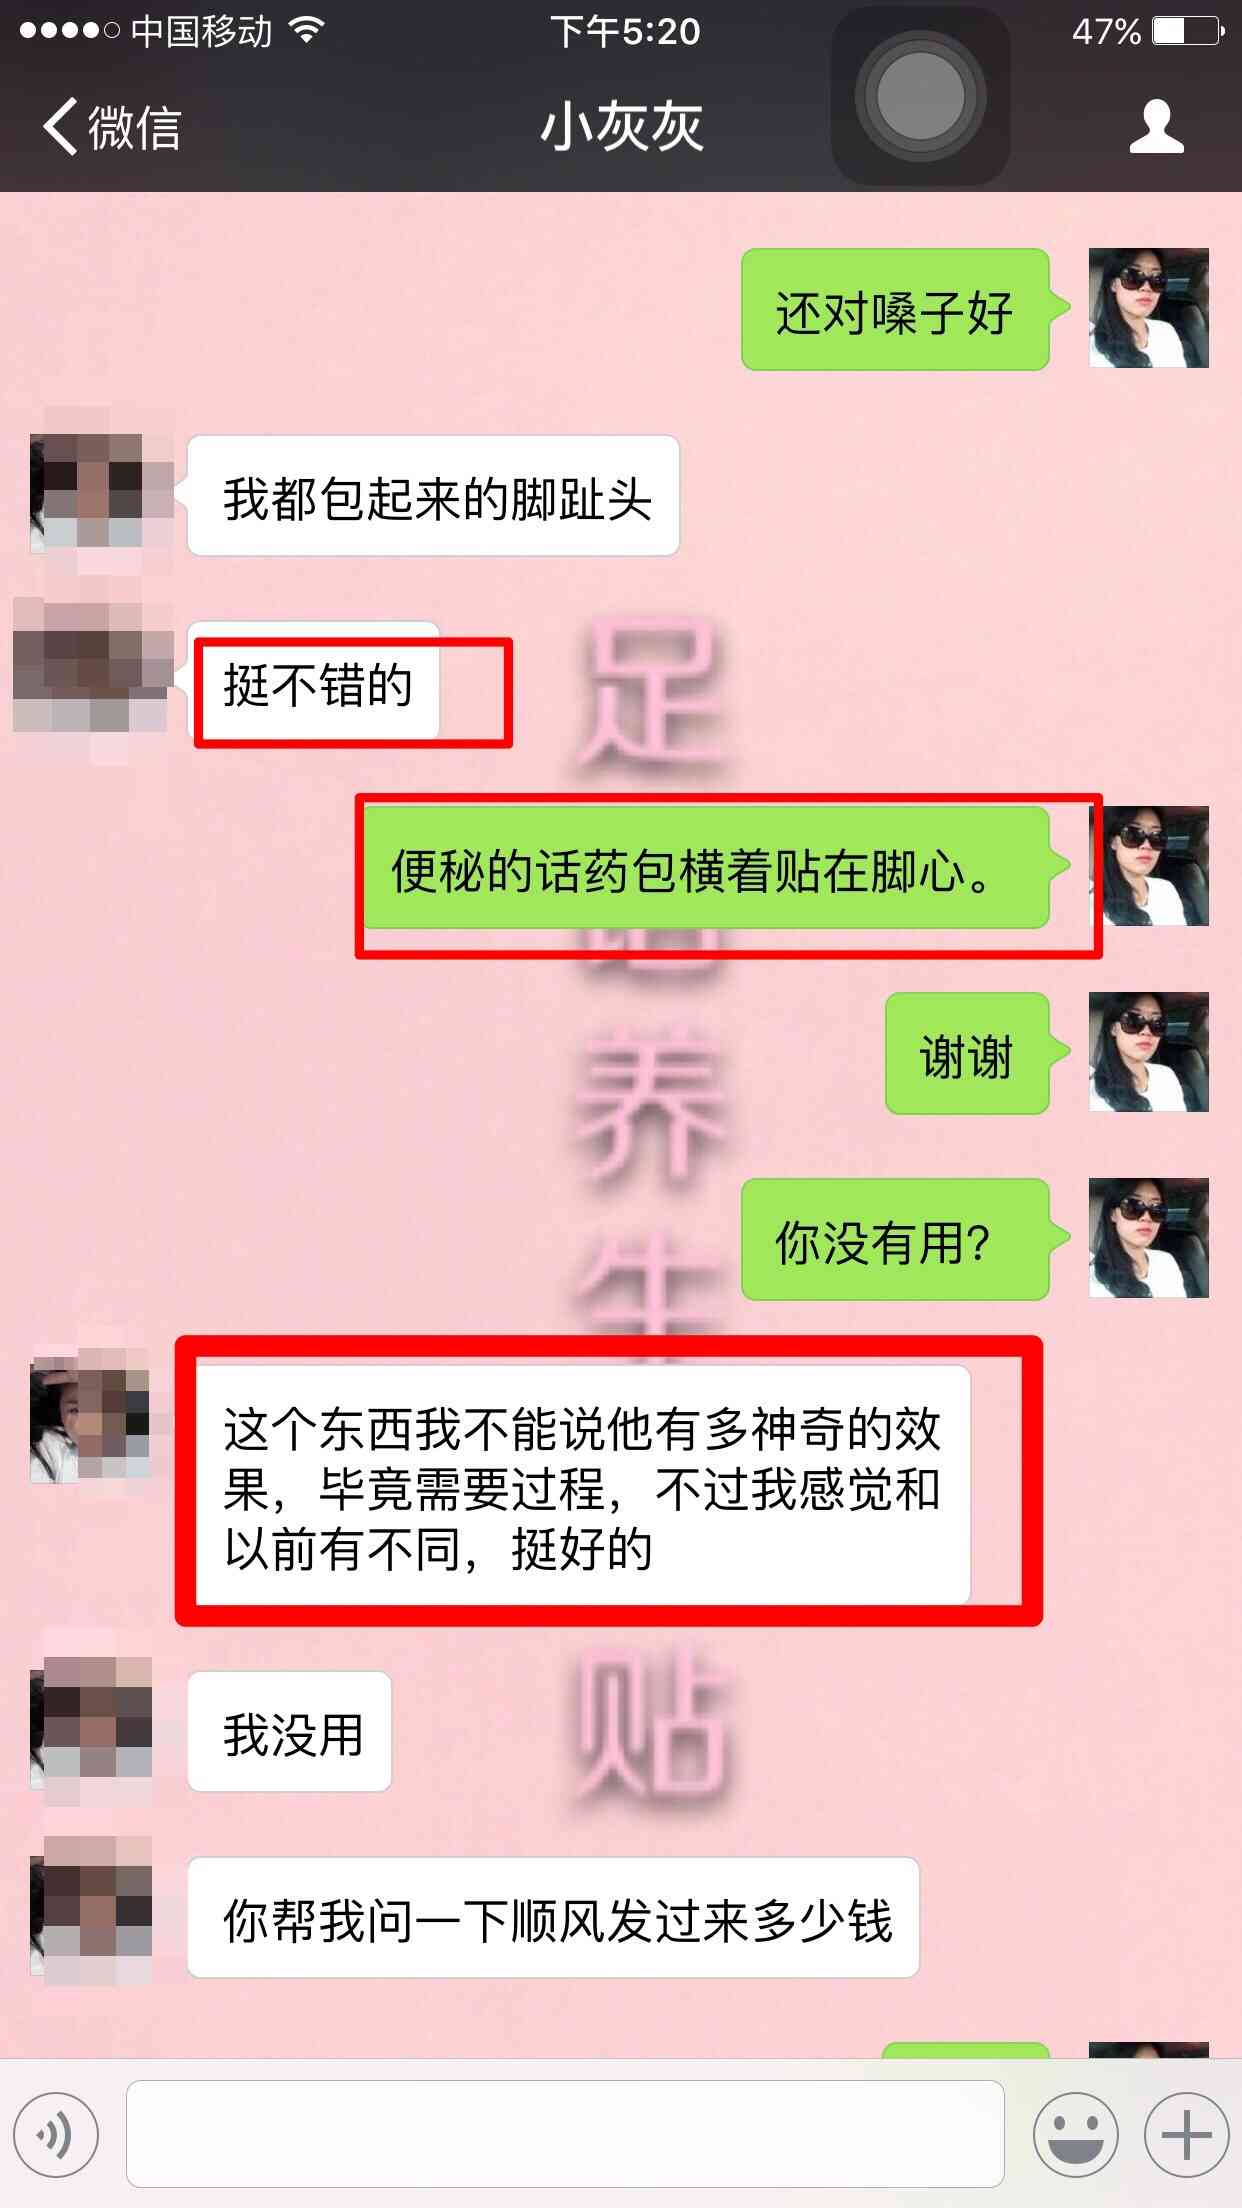 中国移动 下午5:20 47%
微信 小灰灰
还对嗓子好
我都包起来的脚趾头
挺不错的
便秘的话药包横着贴在脚心。
谢谢
你没有用?
这个东西我不能说他有多神奇的效
果，毕竟需要过程，不过我感觉和
以前有不同，挺好的
我没用
你帮我问一下顺风发过来多少钱
足
养
生
贴